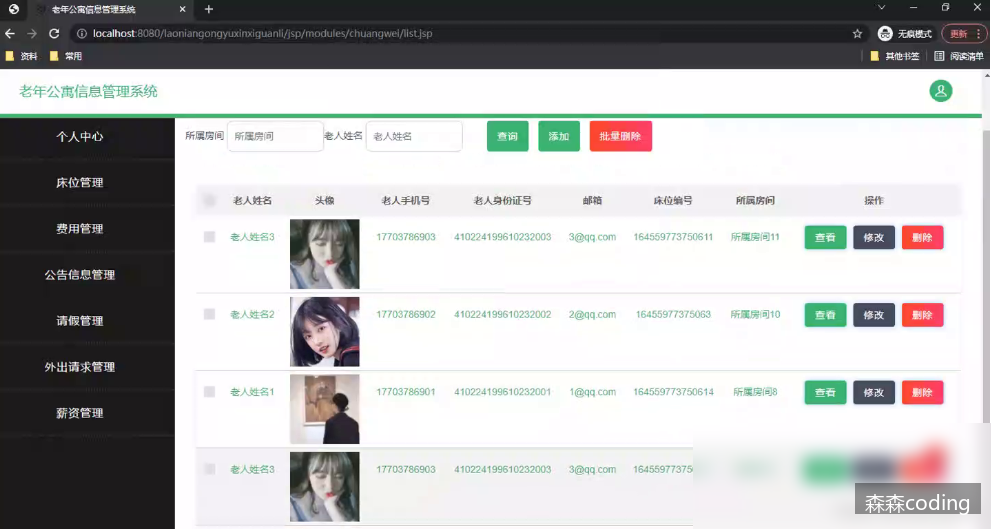 老年公寓信息管理系统
localhost:8080/laoniangongyuxinxiguanli/jsp/modules/chuangwei/list.jsp
无痕模式
更新
资料
常用
其他书签
阅读清单
老年公寓信息管理系统
个人中心
床位管理
费用管理
公告信息管理
请假管理
外出请求管理
薪资管理
所属房间 所属房间 老人姓名 老人姓名 查询 添加 批量删除
老人姓名 头像 老人手机号 老人身份证号 邮箱 床位编号 所属房间 操作
老人姓名3 17703786903 410224199610232003 3@qq.com 164559773750611 所属房间11 查看 修改 删除
老人姓名2 17703786902 410224199610232002 2@qq.com 16455977375063 所属房间10 查看 修改 删除
老人姓名1 17703786901 410224199610232001 1@qq.com 164559773750614 所属房间8 查看 修改 删除
老人姓名3 17703786903 410224199610232003 3@qq.com 164559773750
森森coding